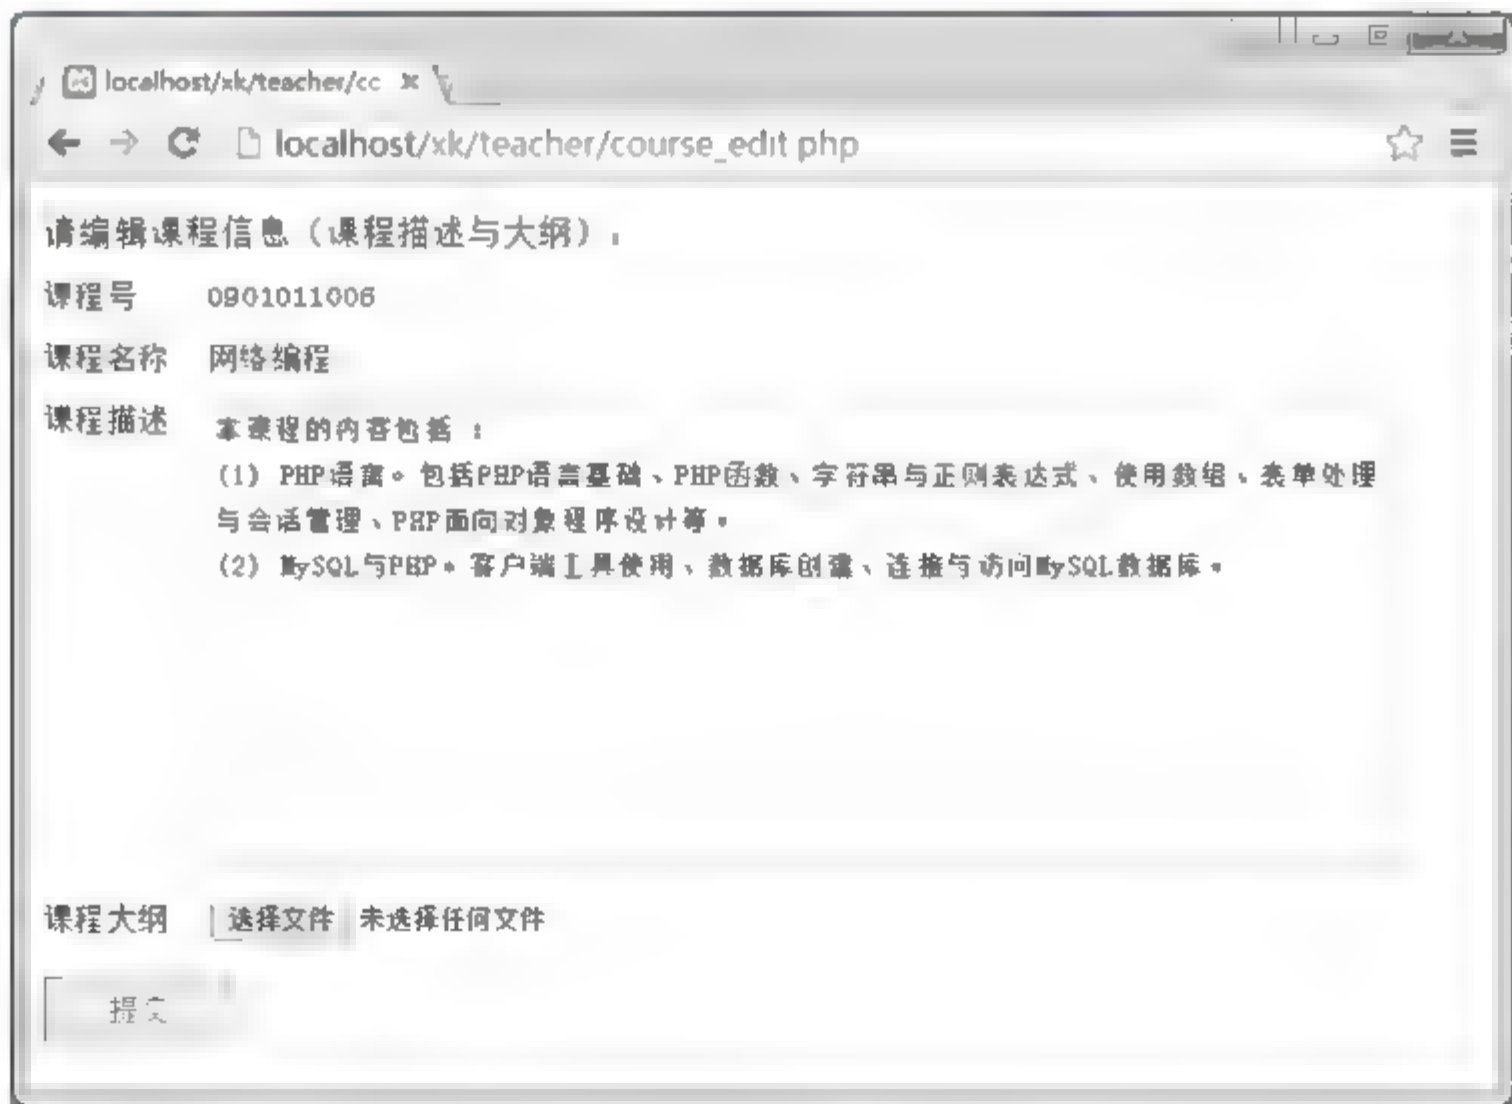 localhost/xk/teacher/cc
localhost/xk/teacher/course_edit php
请编辑课程信息（课程描述与大纲）:
课程号 0901011006
课程名称 网络编程
课程描述 本课程的内容包括：
(1) PHP语言。包括PHP语言基础、PHP函数、字符串与正则表达式、使用数组、表单处理
与会话管理、PHP面向对象程序设计等。
(2) MySQL与PHP。客户端工具使用、数据库创建、连接与访问MySQL数据库。
课程大纲 选择文件 未选择任何文件
提交